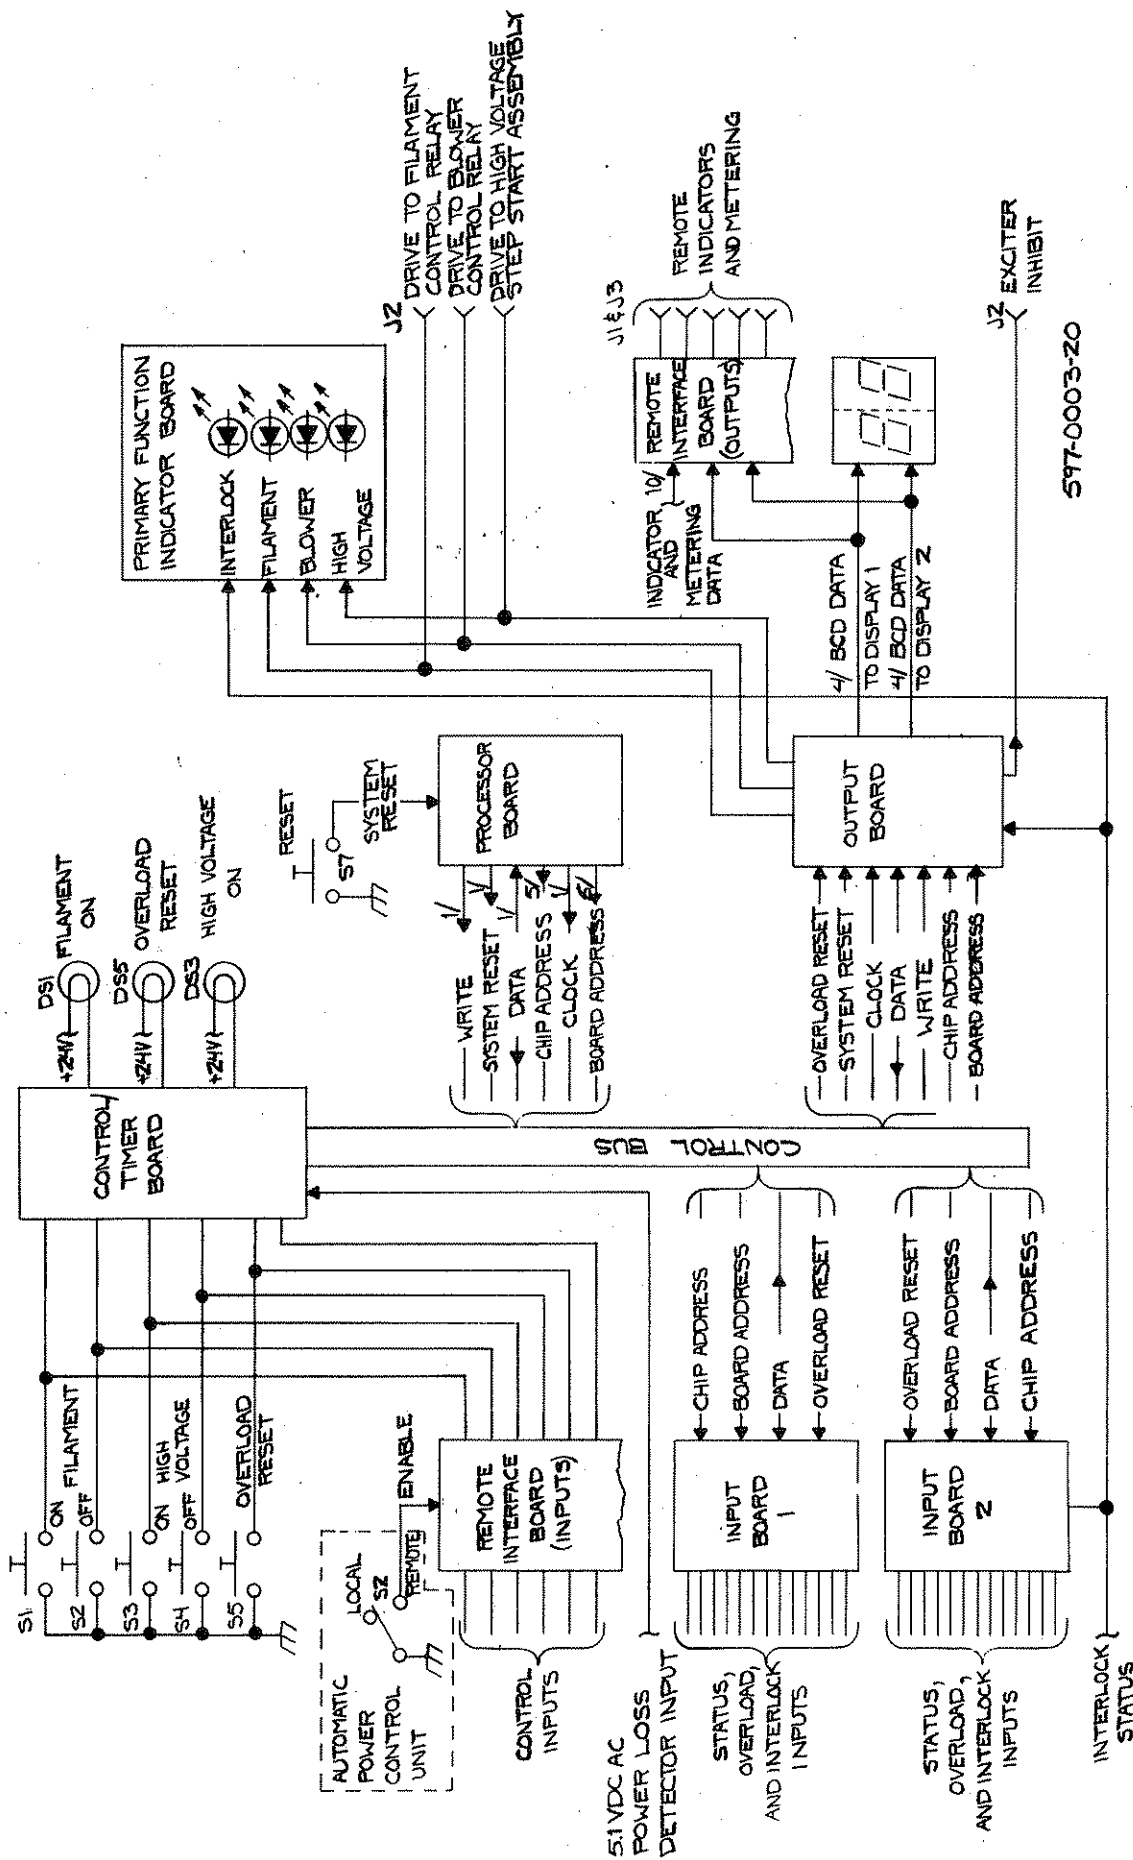 S1
S2
S3
S4
S5
ON
FILAMENT
OFF
ON HIGH
OFF VOLTAGE
OVERLOAD
RESET
CONTROL/
TIMER
BOARD
+24V
DS1
FILAMENT
ON
+24V
DS5
OVERLOAD
RESET
+24V
DS3
HIGH VOLTAGE
ON
PRIMARY FUNCTION
INDICATOR BOARD
INTERLOCK
FILAMENT
BLOWER
HIGH
VOLTAGE
J2
DRIVE TO FILAMENT
CONTROL RELAY
DRIVE TO BLOWER
CONTROL RELAY
DRIVE TO HIGH VOLTAGE
STEP START ASSEMBLY
AUTOMATIC
POWER
CONTROL
UNIT
LOCAL
S2
REMOTE
ENABLE
CONTROL
INPUTS
REMOTE
INTERFACE
BOARD
(INPUTS)
RESET
S7
SYSTEM
RESET
PROCESSOR
BOARD
WRITE
1/
SYSTEM RESET
1/
DATA
1/
CHIP ADDRESS
5/
CLOCK
1/
BOARD ADDRESS
6/
CONTROL BUS
5.1 VDC AC
POWER LOSS
DETECTOR INPUT
STATUS,
OVERLOAD,
AND INTERLOCK
INPUTS
INPUT
BOARD
1
CHIP ADDRESS
BOARD ADDRESS
DATA
OVERLOAD RESET
STATUS,
OVERLOAD,
AND INTERLOCK
INPUTS
INPUT
BOARD
2
OVERLOAD RESET
BOARD ADDRESS
DATA
CHIP ADDRESS
INTERLOCK
STATUS
OVERLOAD RESET
SYSTEM RESET
CLOCK
DATA
WRITE
CHIP ADDRESS
BOARD ADDRESS
OUTPUT
BOARD
4/ BCD DATA
TO DISPLAY 1
4/ BCD DATA
TO DISPLAY 2
INDICATOR 10/
AND
METERING
DATA
REMOTE
INTERFACE
BOARD
(OUTPUTS)
J1 & J3
REMOTE
INDICATORS
AND METERING
J2
EXCITER
INHIBIT
597-0003-20